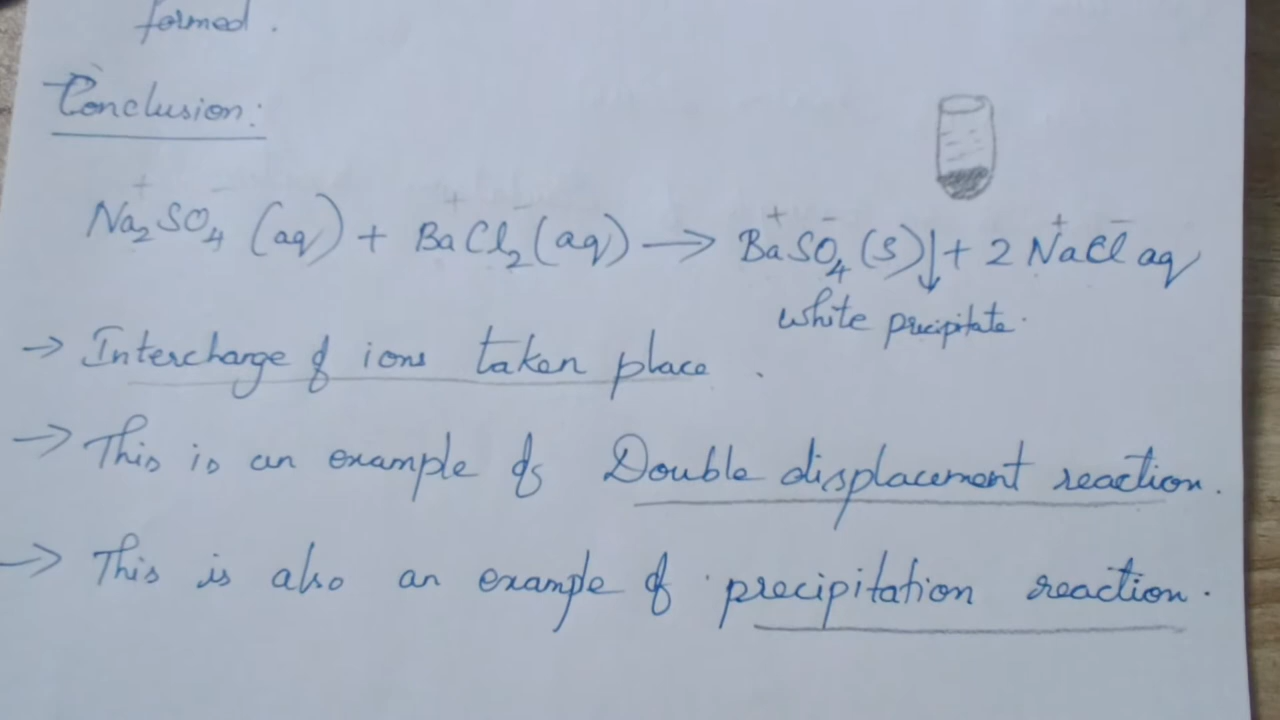 formed.
Conclusion:
Na₂SO₄ (aq) + BaCl₂ (aq) → BaSO₄ (s)↓ + 2 NaCl aq
white precipitate.
→ Interchange of ions taken place.
→ This is an example of Double displacement reaction.
→ This is also an example of precipitation reaction.